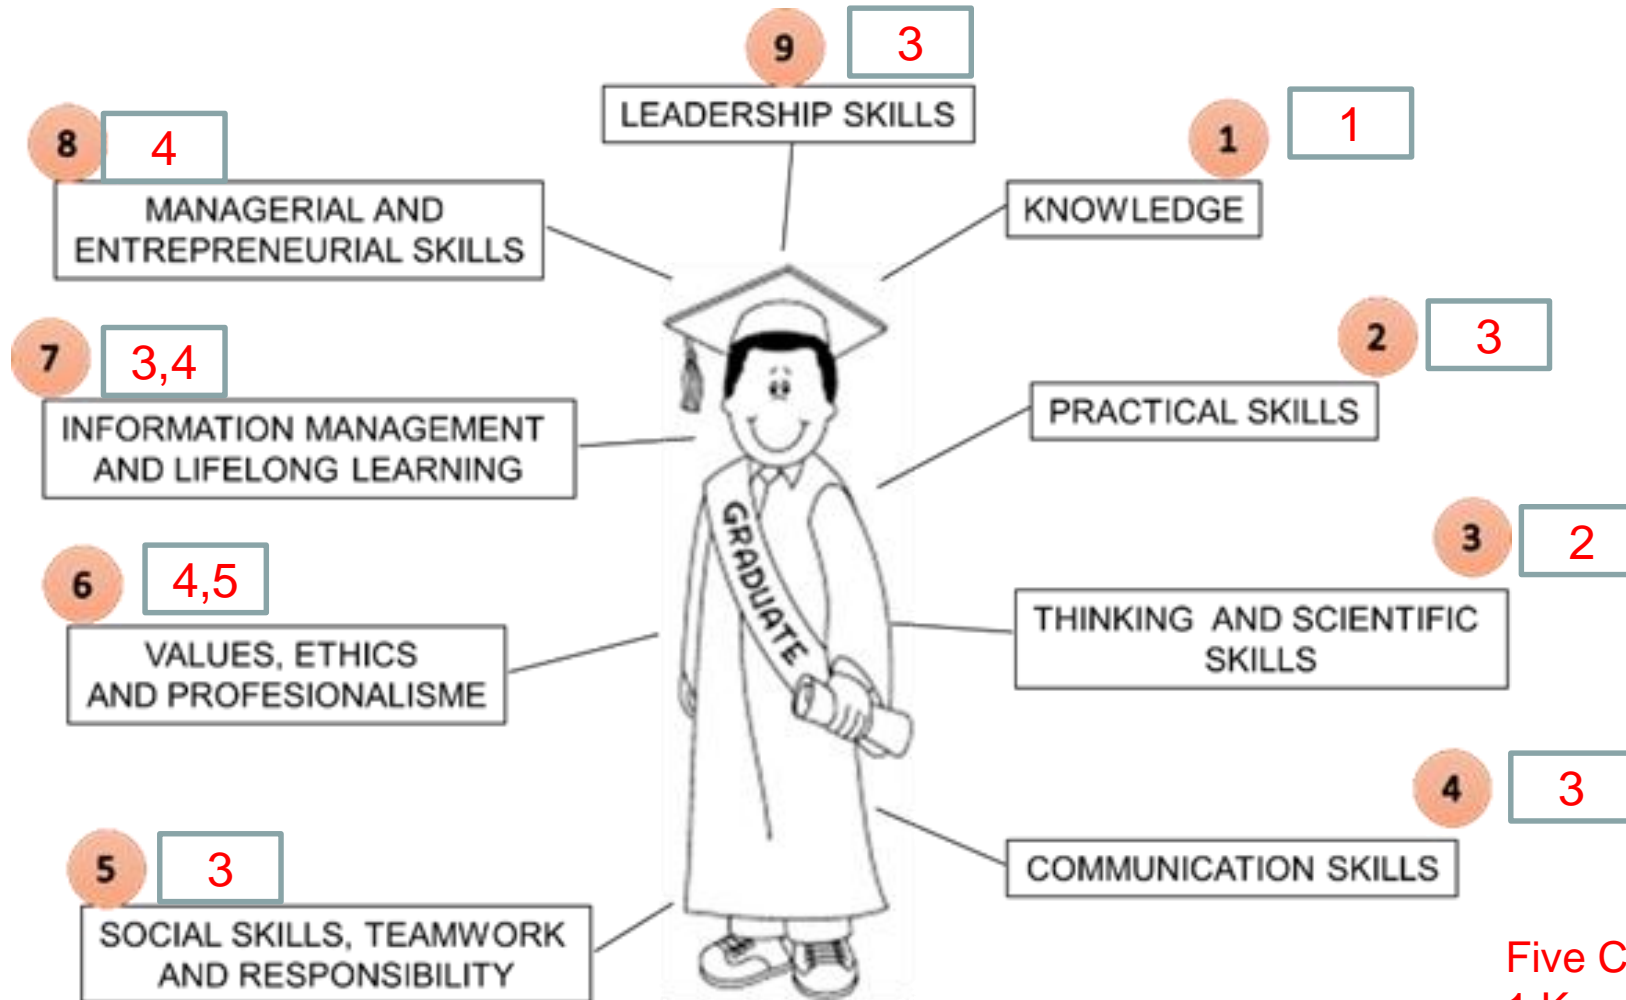 9
3
LEADERSHIP SKILLS
8
4
MANAGERIAL AND
ENTREPRENEURIAL SKILLS
1
1
KNOWLEDGE
7
3,4
INFORMATION MANAGEMENT
AND LIFELONG LEARNING
2
3
PRACTICAL SKILLS
6
4,5
VALUES, ETHICS
AND PROFESIONALISME
3
2
THINKING AND SCIENTIFIC
SKILLS
GRADUATE
5
3
SOCIAL SKILLS, TEAMWORK
AND RESPONSIBILITY
4
3
COMMUNICATION SKILLS
Five C